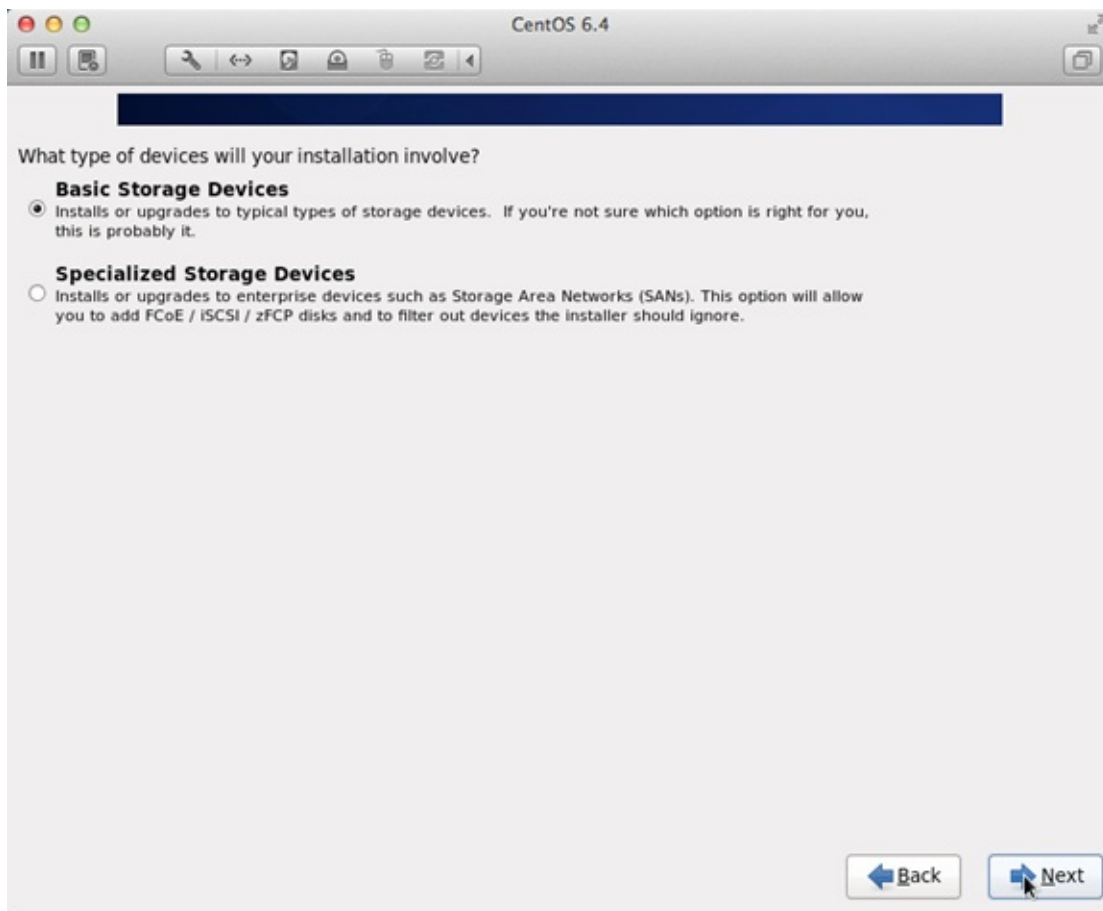 CentOS 6.4
What type of devices will your installation involve?
Basic Storage Devices
Installs or upgrades to typical types of storage devices.  If you're not sure which option is right for you,
this is probably it.
Specialized Storage Devices
Installs or upgrades to enterprise devices such as Storage Area Networks (SANs). This option will allow
you to add FCoE / iSCSI / zFCP disks and to filter out devices the installer should ignore.
Back
Next